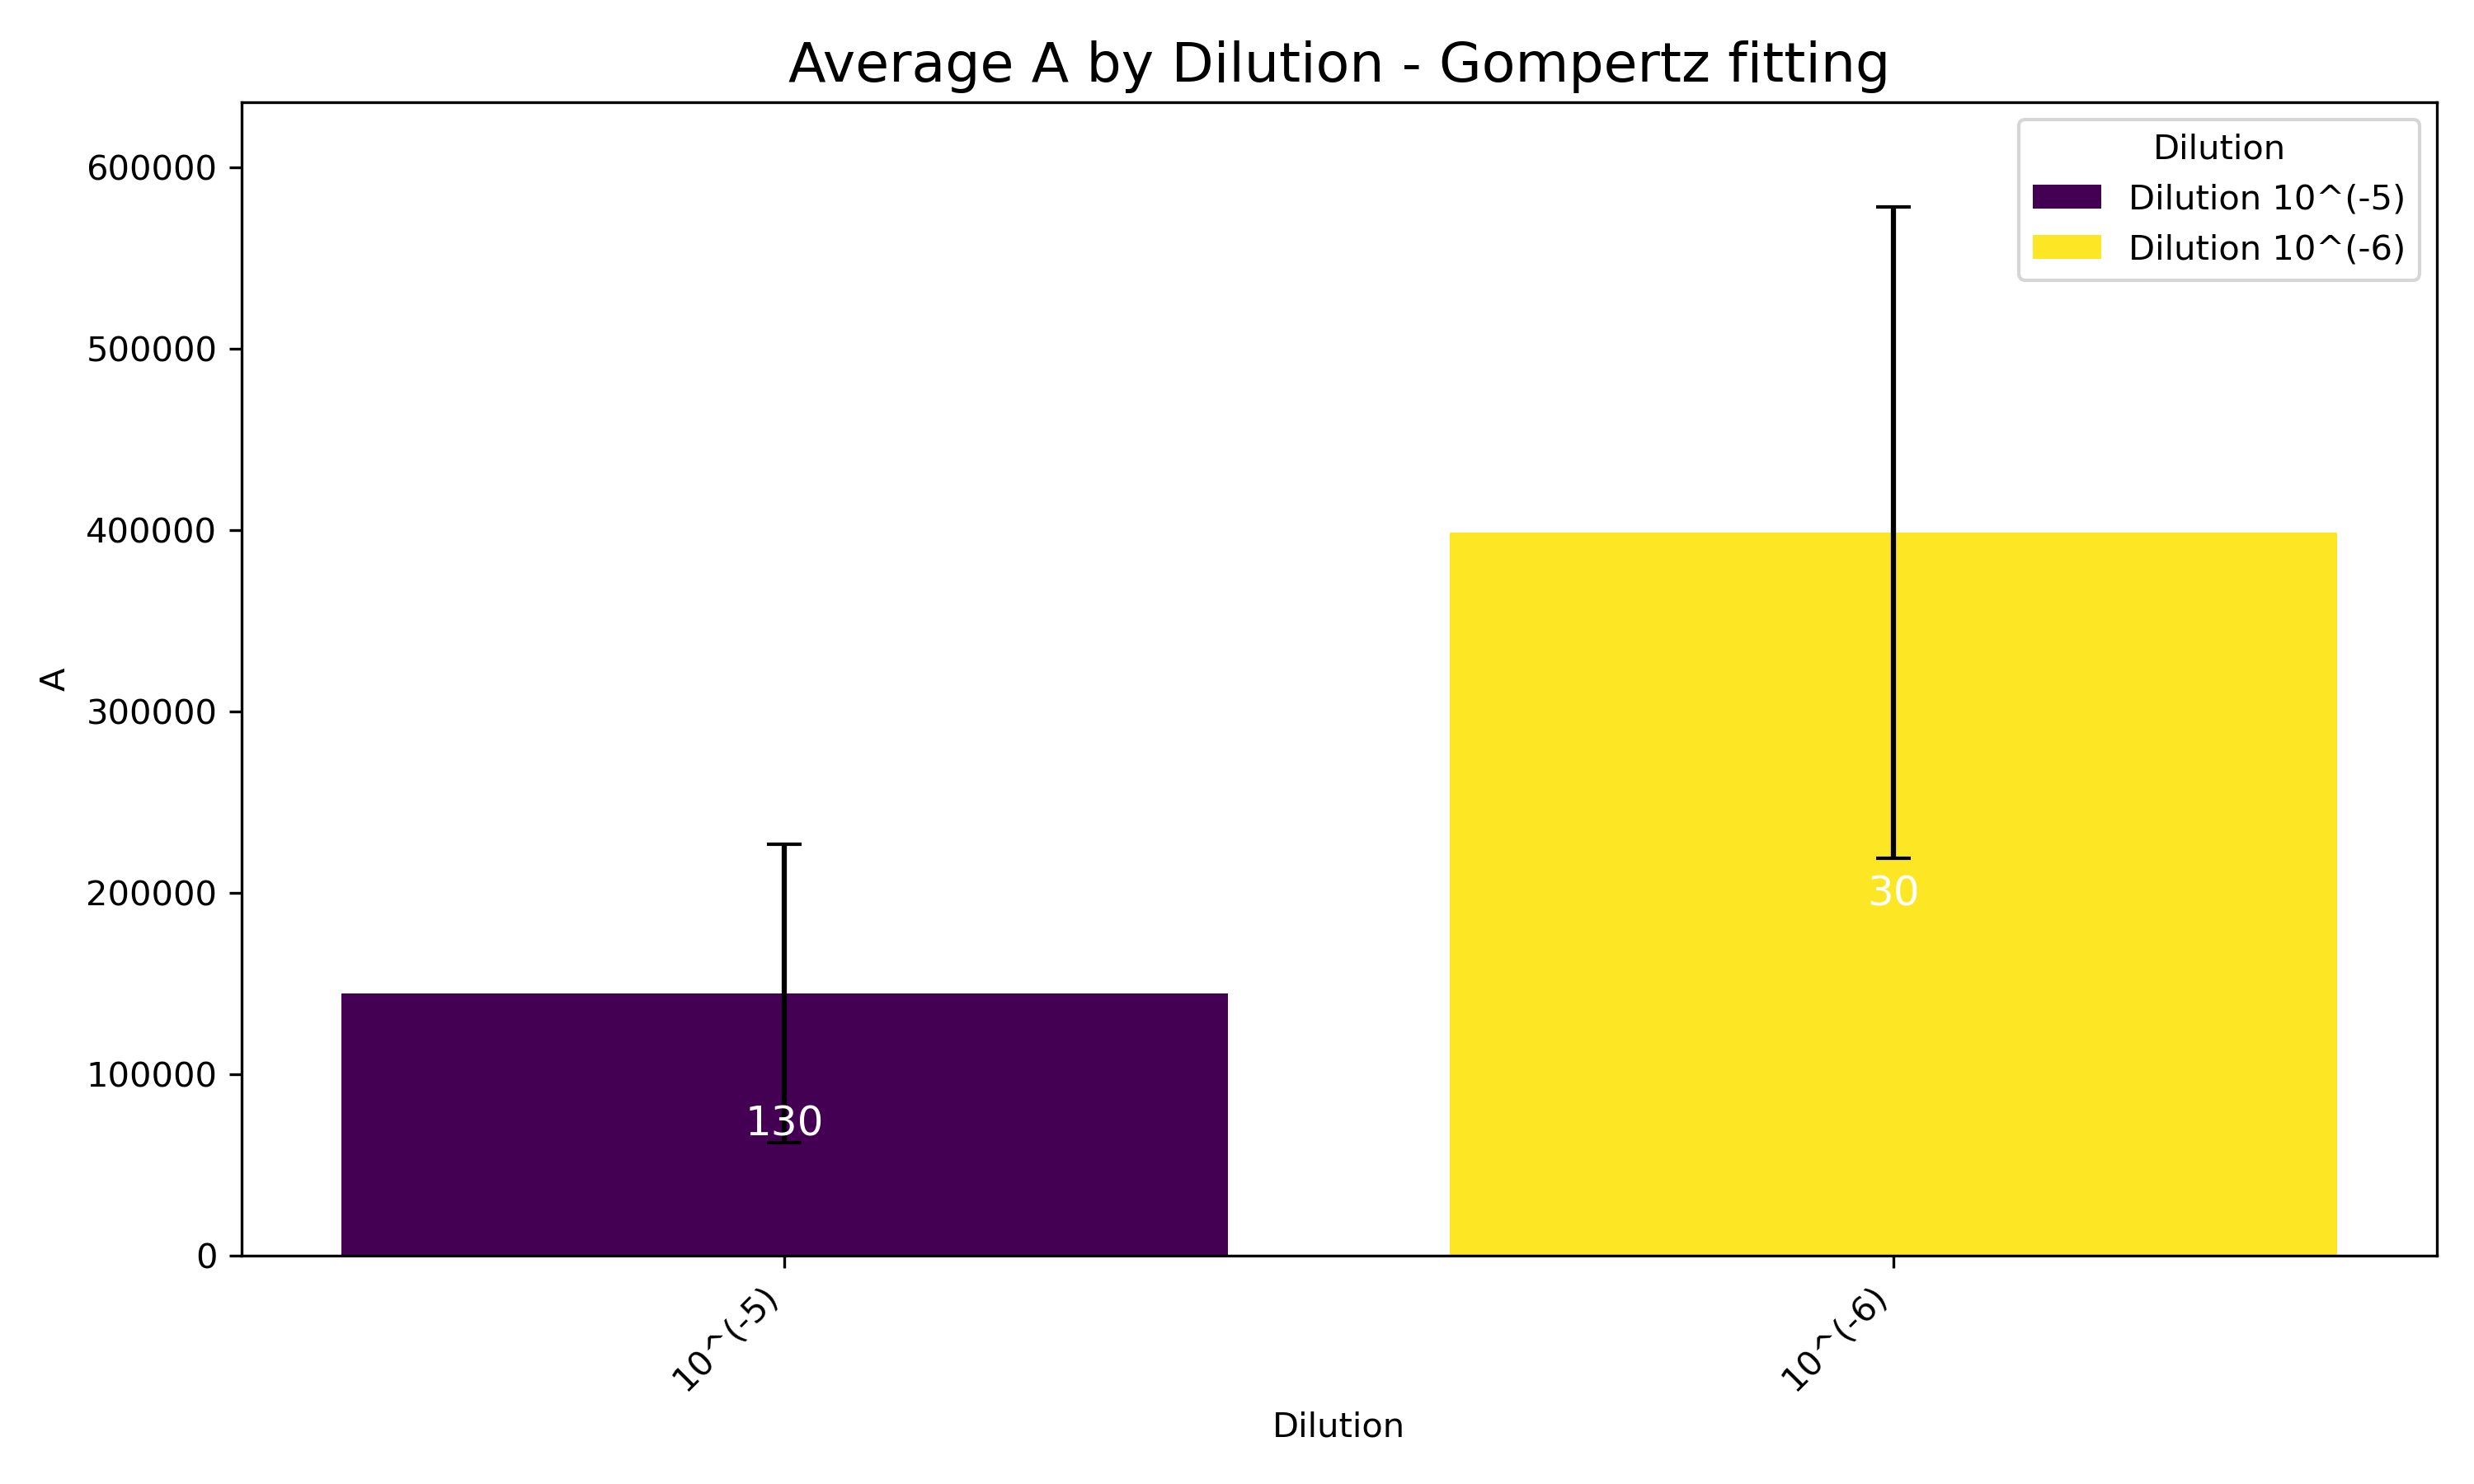 Average A by Dilution - Gompertz fitting
Dilution
Dilution 10^(-5)
Dilution 10^(-6)
600000
500000
400000
300000
200000
100000
0
A
130
30
10^(-5)
10^(-6)
Dilution